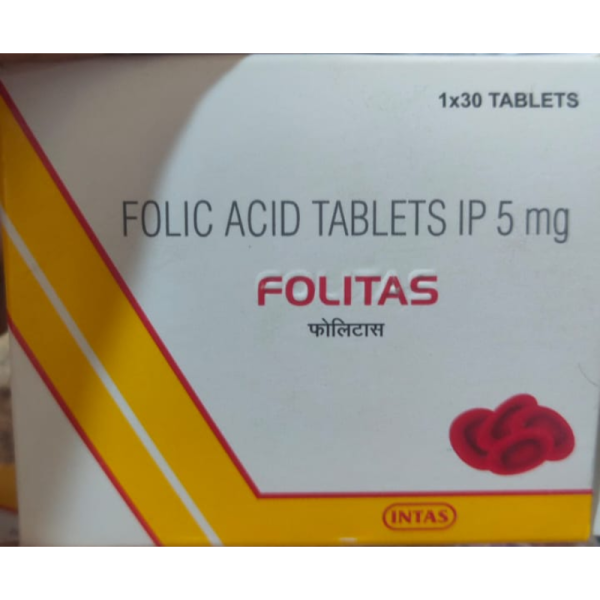 1x30 TABLETS
FOLIC ACID TABLETS IP 5 mg
FOLITAS
फोलिटास
INTAS